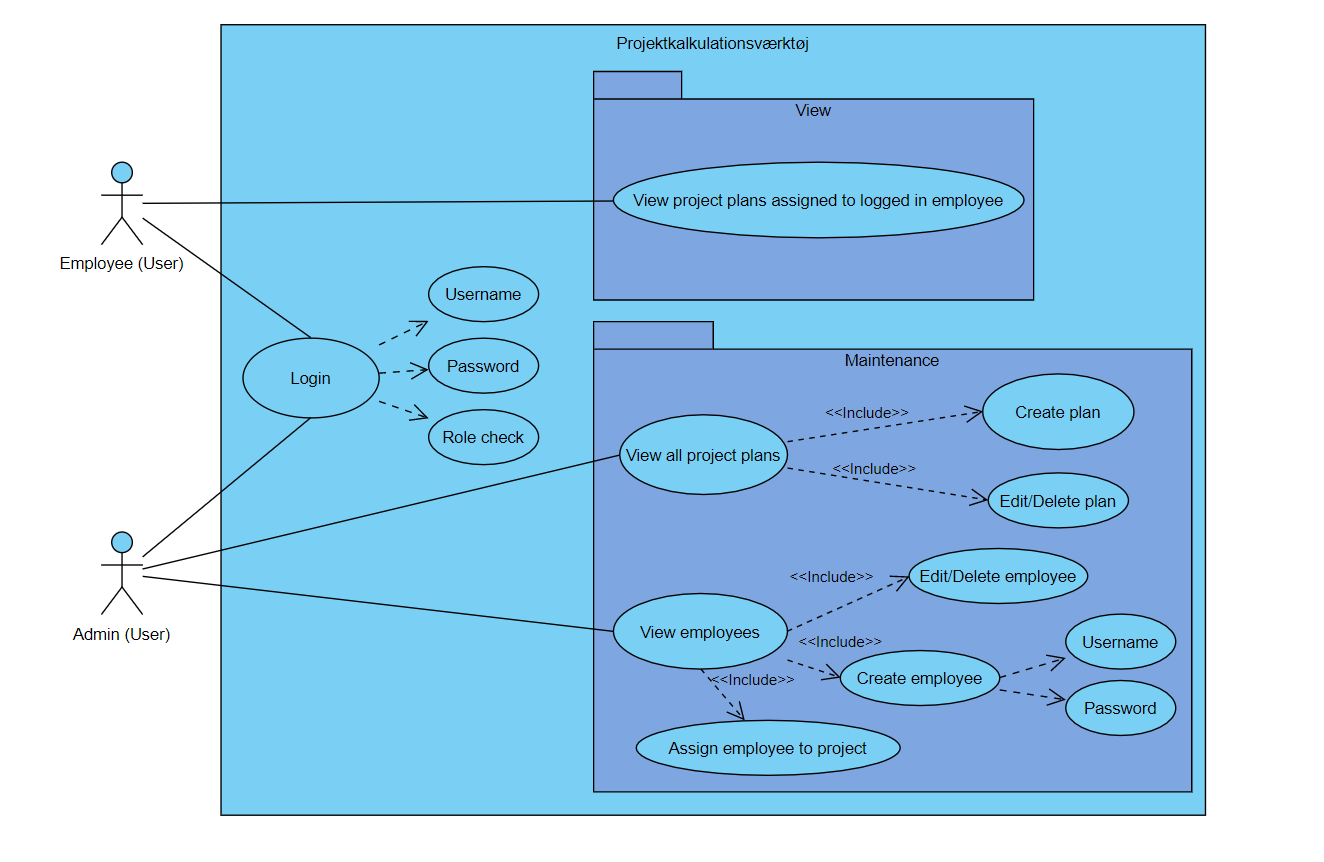 Projektkalkulationsværktøj
View
View project plans assigned to logged in employee
Employee (User)
Username
Password
Login
Role check
Maintenance
<<Include>>
Create plan
View all project plans
<<Include>>
Edit/Delete plan
Admin (User)
<<Include>>
Edit/Delete employee
View employees
<<Include>>
Username
Create employee
<<Include>>
Password
Assign employee to project